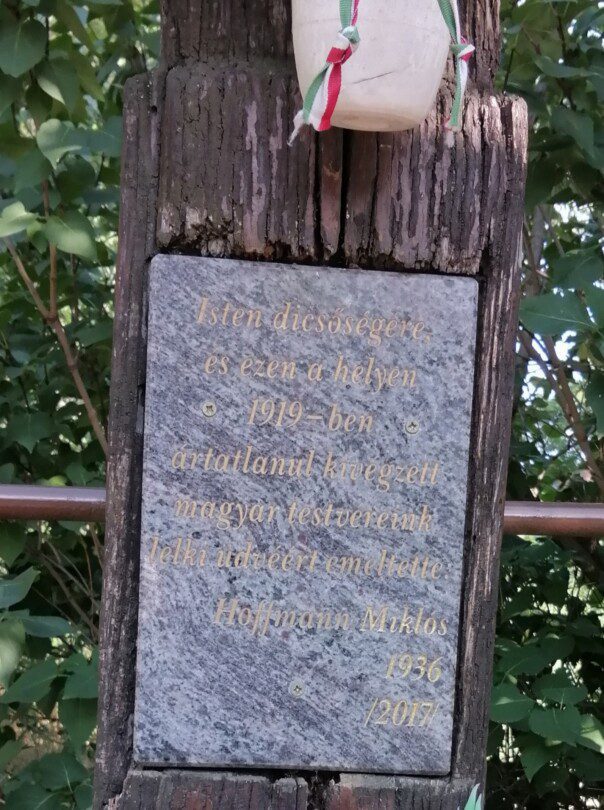 Isten dicsőségére,
és ezen a helyen
1919-ben
ártatlanul kivégzett
magyar testvéreink
lelki üdvéért emeltette:
Hoffmann Miklós
1936
/2017/